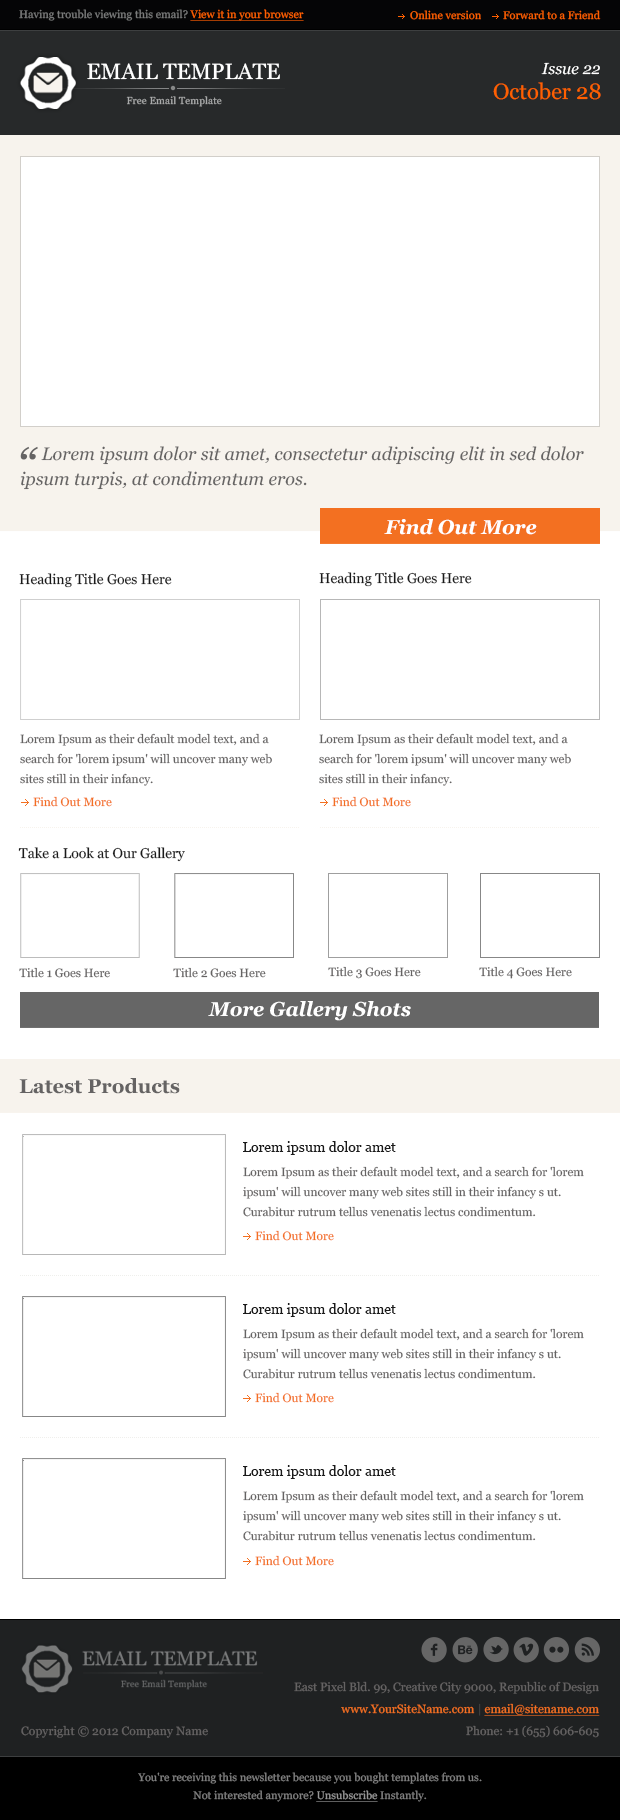 Having trouble viewing this email? View it in your browser
→ Online version → Forward to a Friend
EMAIL TEMPLATE
Free Email Template
Issue 22
October 28
“ Lorem ipsum dolor sit amet, consectetur adipiscing elit in sed dolor
ipsum turpis, at condimentum eros.
Find Out More
Heading Title Goes Here
Lorem Ipsum as their default model text, and a
search for 'lorem ipsum' will uncover many web
sites still in their infancy.
→ Find Out More
Heading Title Goes Here
Lorem Ipsum as their default model text, and a
search for 'lorem ipsum' will uncover many web
sites still in their infancy.
→ Find Out More
Take a Look at Our Gallery
Title 1 Goes Here
Title 2 Goes Here
Title 3 Goes Here
Title 4 Goes Here
More Gallery Shots
Latest Products
Lorem ipsum dolor amet
Lorem Ipsum as their default model text, and a search for 'lorem
ipsum' will uncover many web sites still in their infancy s ut.
Curabitur rutrum tellus venenatis lectus condimentum.
→ Find Out More
Lorem ipsum dolor amet
Lorem Ipsum as their default model text, and a search for 'lorem
ipsum' will uncover many web sites still in their infancy s ut.
Curabitur rutrum tellus venenatis lectus condimentum.
→ Find Out More
Lorem ipsum dolor amet
Lorem Ipsum as their default model text, and a search for 'lorem
ipsum' will uncover many web sites still in their infancy s ut.
Curabitur rutrum tellus venenatis lectus condimentum.
→ Find Out More
EMAIL TEMPLATE
Free Email Template
Copyright © 2012 Company Name
f Bē
East Pixel Bld. 99, Creative City 9000, Republic of Design
www.YourSiteName.com | email@sitename.com
Phone: +1 (655) 606-605
You're receiving this newsletter because you bought templates from us.
Not interested anymore? Unsubscribe Instantly.